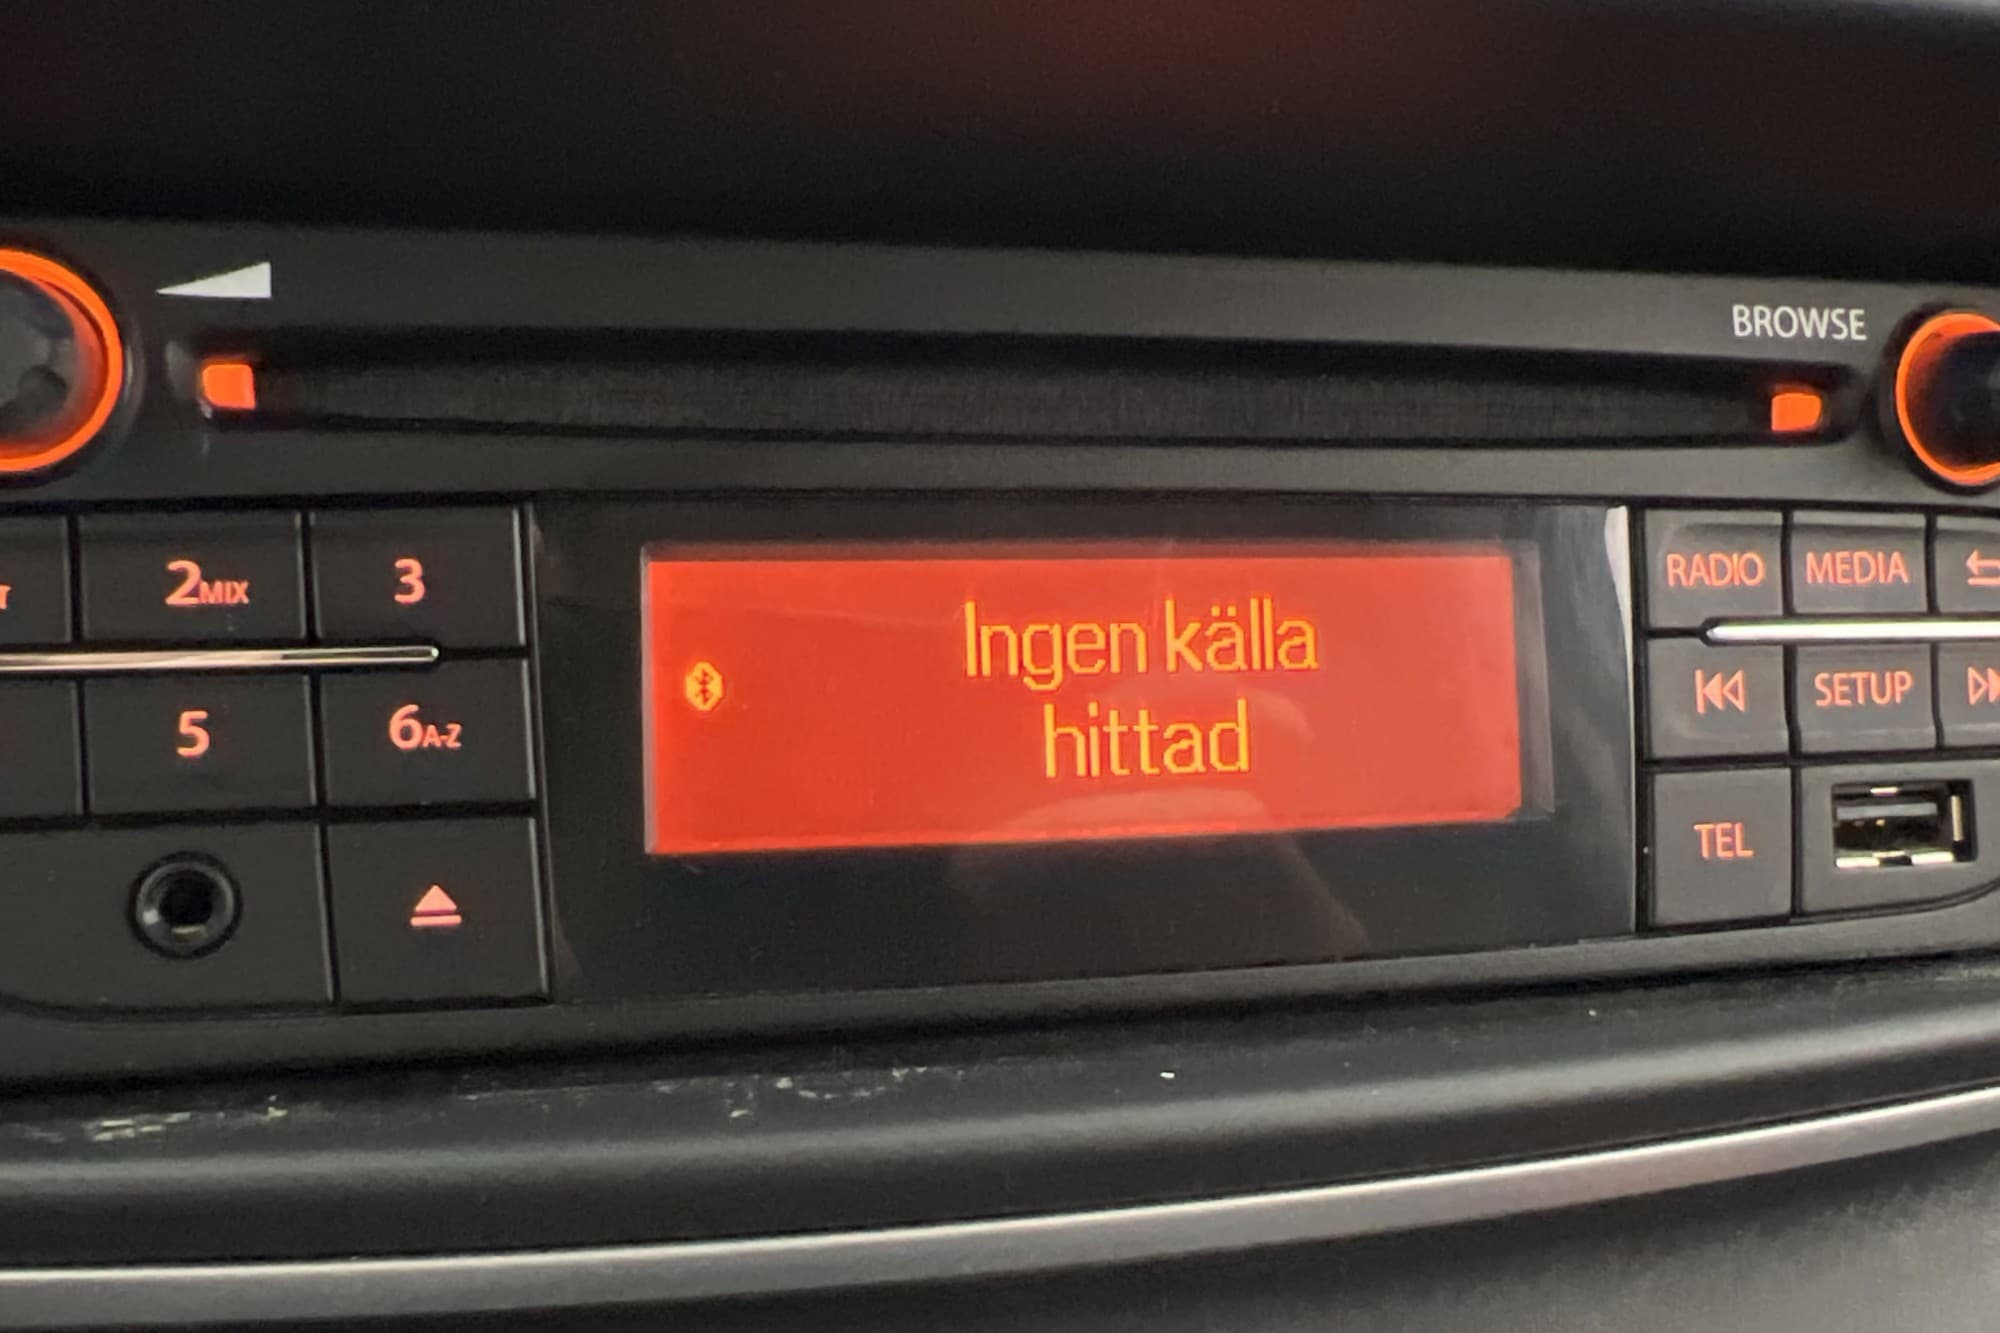 BROWSE
2MIX
3
RADIO
MEDIA
Ingen källa
hittad
5
6A-Z
SETUP
TEL